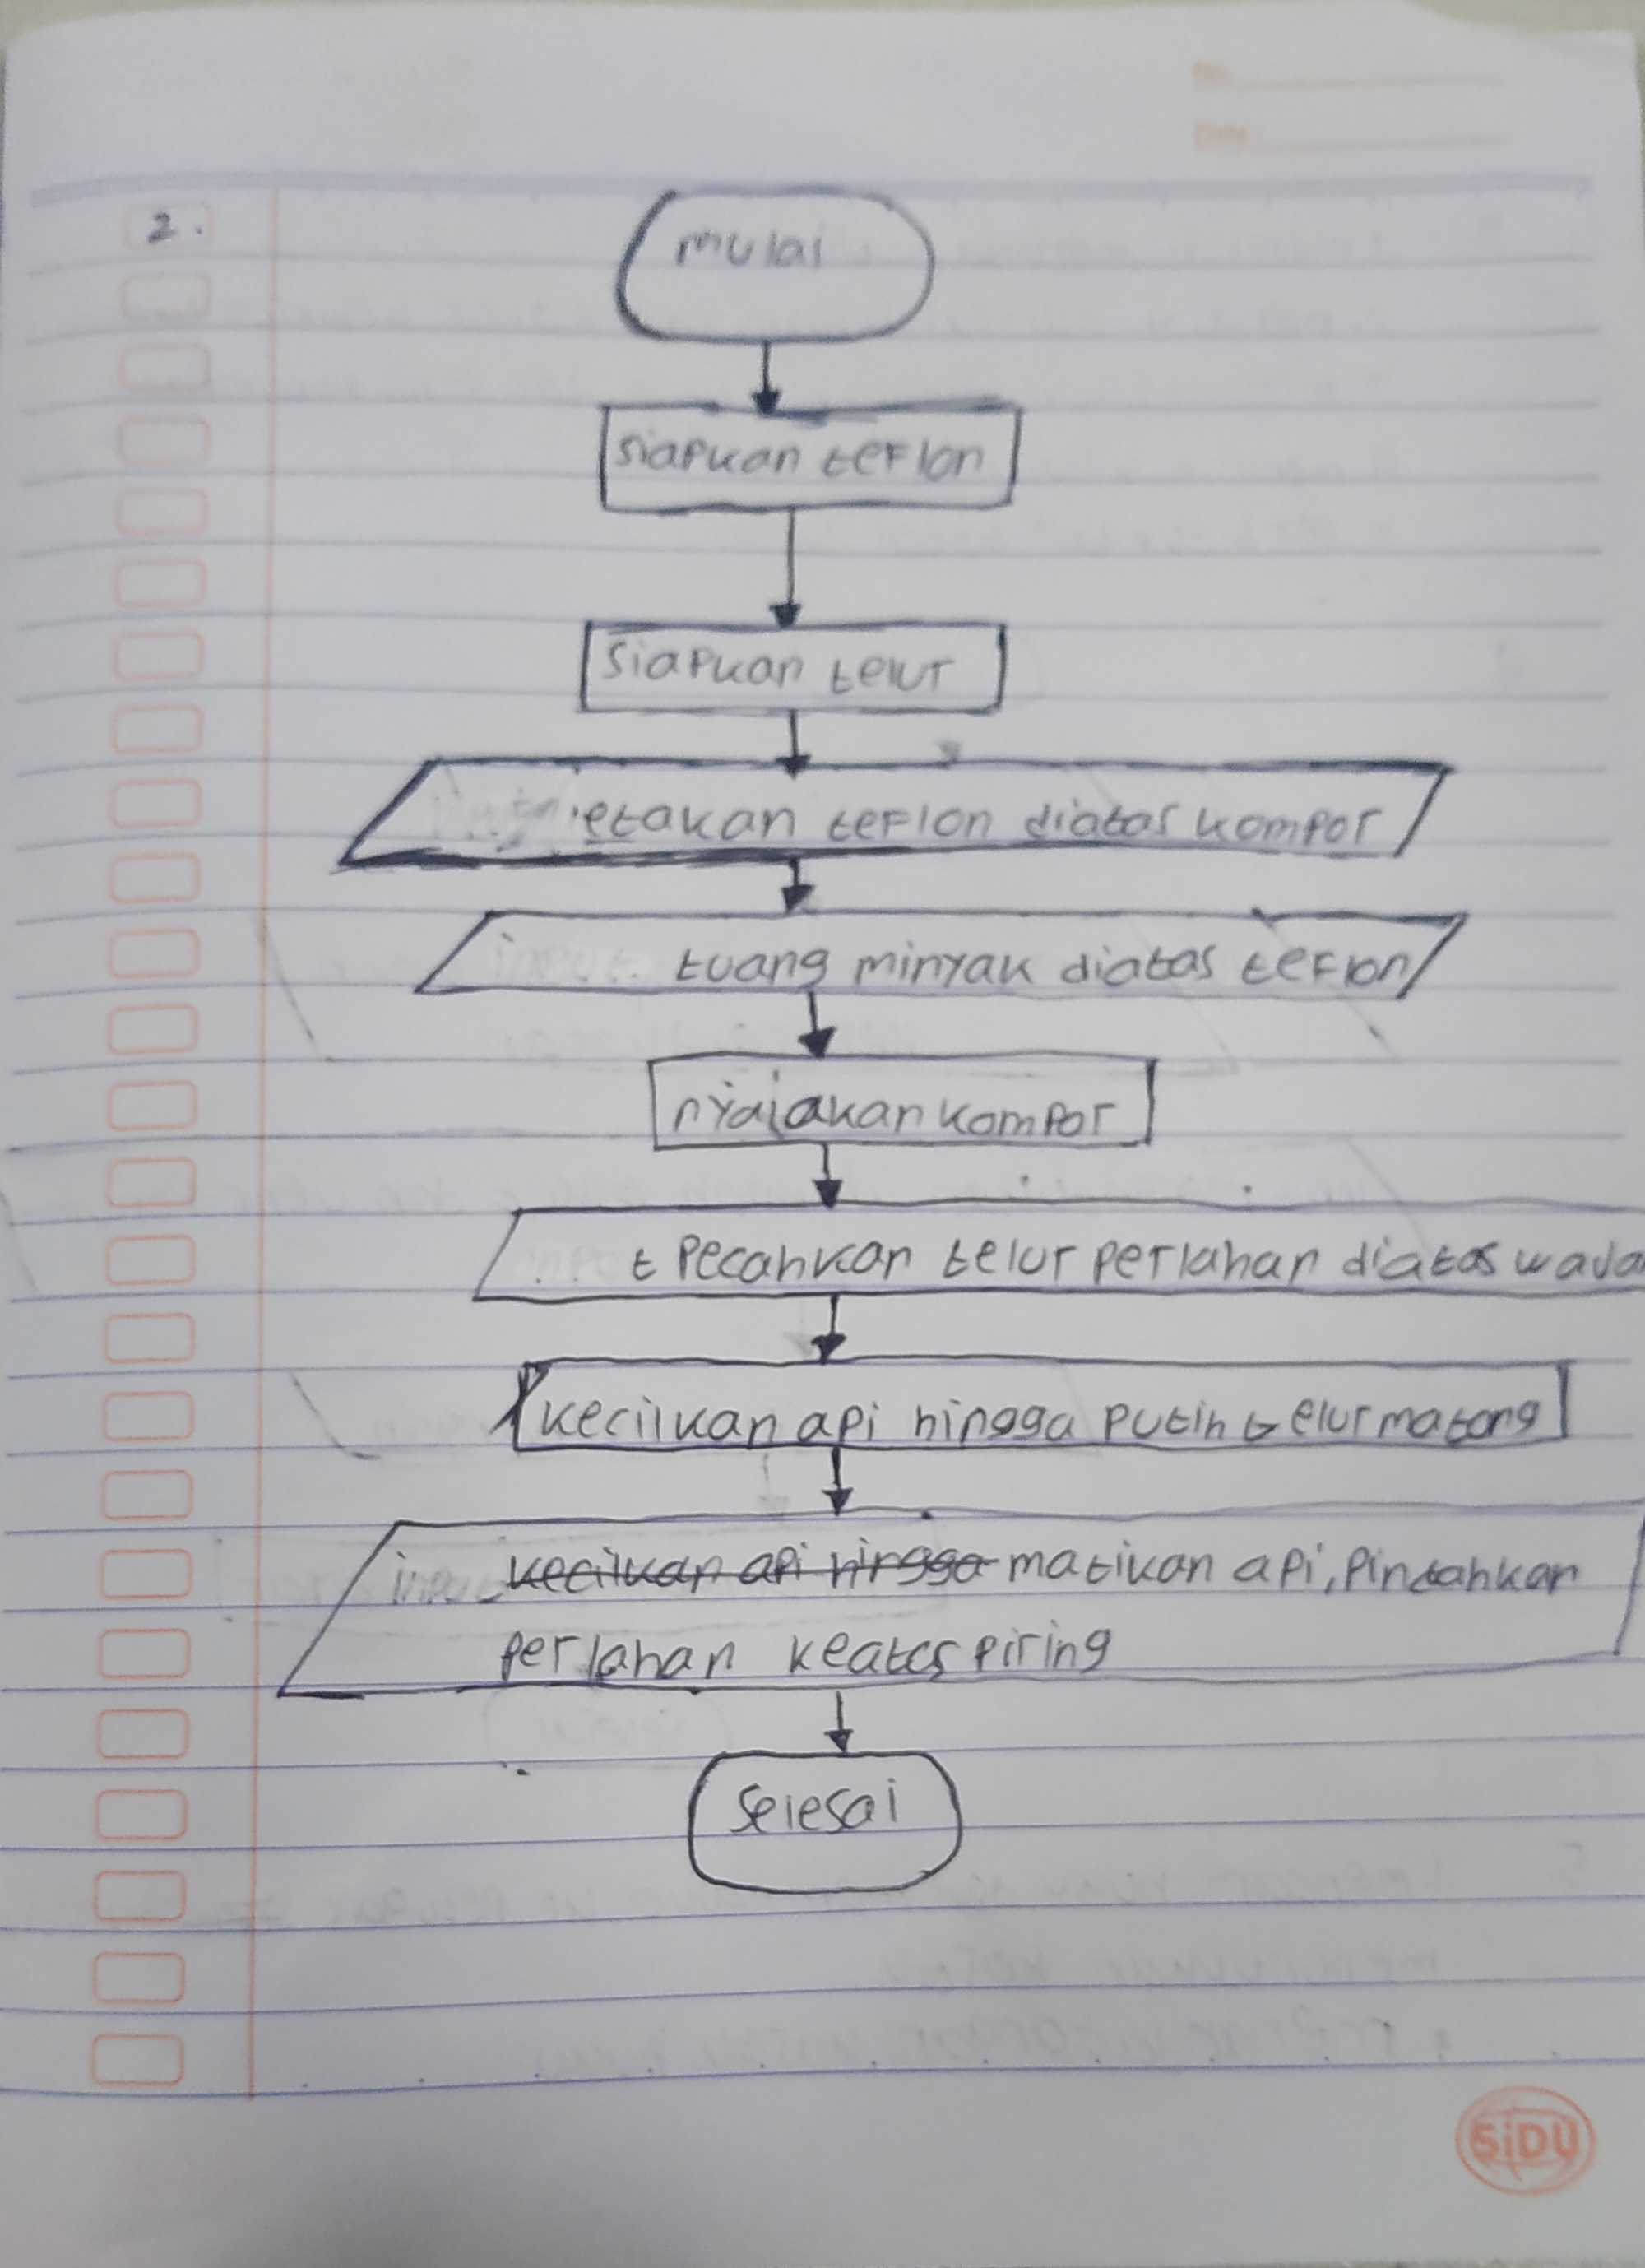 No
Date
2.
mulai
siapkan teflon
siapkan telur
letakan teflon diatas kompor
input tuang minyak diatas teflon
nyalakan kompor
t pecahkan telur perlahan diatas wada
kecilkan api hingga putih telur matang
input kecilkan api hingga matikan api, pindahkan
perlahan keatas piring
selesai
SiDU